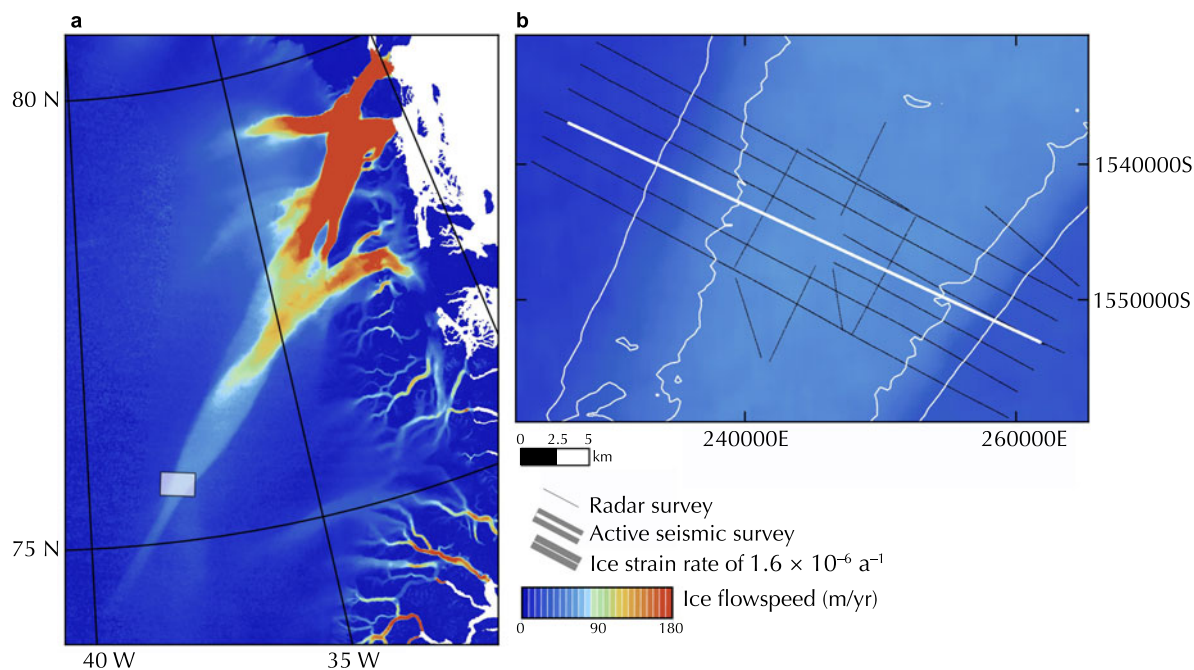 a
80 N
75 N
40 W
35 W
b
1540000S
1550000S
240000E
260000E
0 2.5 5
km
Radar survey
Active seismic survey
Ice strain rate of 1.6 × 10⁻⁶ a⁻¹
Ice flowspeed (m/yr)
0 90 180